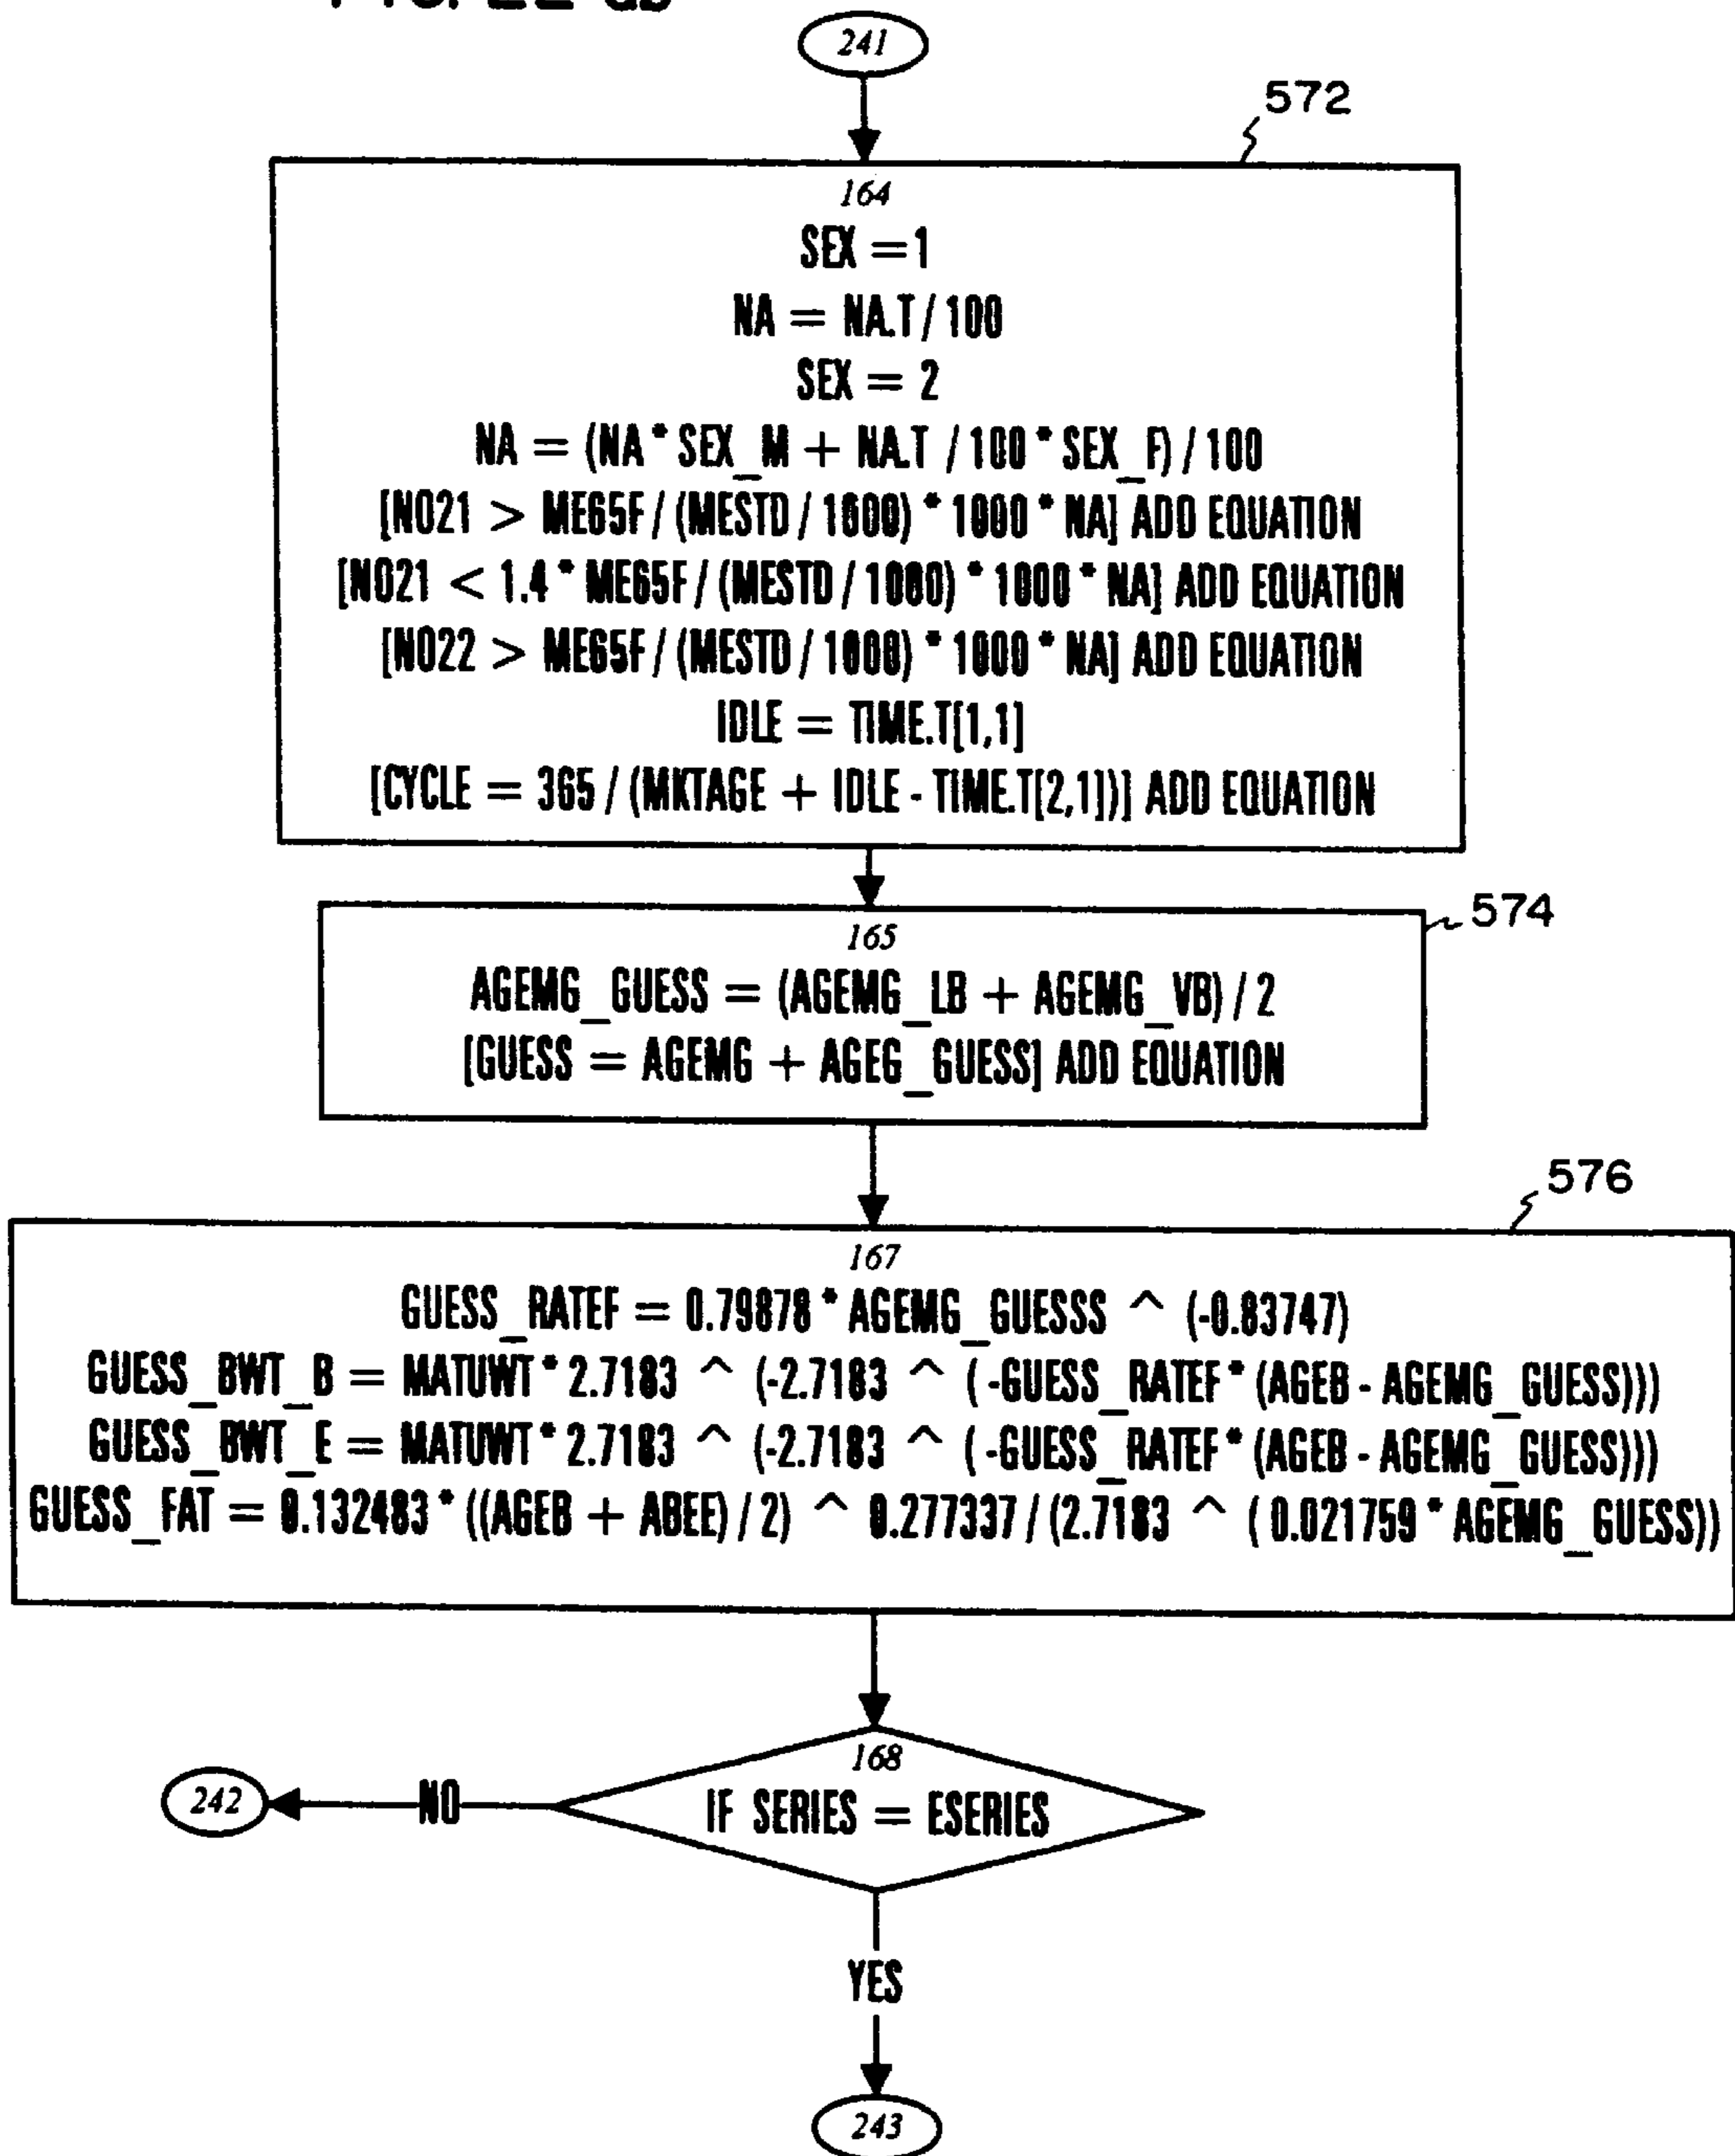 241
572
164
SEX = 1
NA = NA.T / 100
SEX = 2
NA = (NA * SEX_M + NA.T / 100 * SEX_F) / 100
[NO21 > ME65F / (MESTD / 1000) * 1000 * NA] ADD EQUATION
[NO21 < 1.4 * ME65F / (MESTD / 1000) * 1000 * NA] ADD EQUATION
[NO22 > ME65F / (MESTD / 1000) * 1000 * NA] ADD EQUATION
IDLE = TIME.T[1,1]
[CYCLE = 365 / (MKTAGE + IDLE - TIME.T[2,1])] ADD EQUATION
574
165
AGEMG_GUESS = (AGEMG_LB + AGEMG_VB) / 2
[GUESS = AGEMG + AGEG_GUESS] ADD EQUATION
576
167
GUESS_RATEF = 0.79878 * AGEMG_GUESSS ^ (-0.83747)
GUESS_BWT_B = MATUWT * 2.7183 ^ (-2.7183 ^ (-GUESS_RATEF * (AGEB - AGEMG_GUESS)))
GUESS_BWT_E = MATUWT * 2.7183 ^ (-2.7183 ^ (-GUESS_RATEF * (AGEB - AGEMG_GUESS)))
GUESS_FAT = 0.132483 * ((AGEB + ABEE) / 2) ^ 0.277337 / (2.7183 ^ (0.021759 * AGEMG_GUESS))
168
IF SERIES = ESERIES
242
NO
YES
243